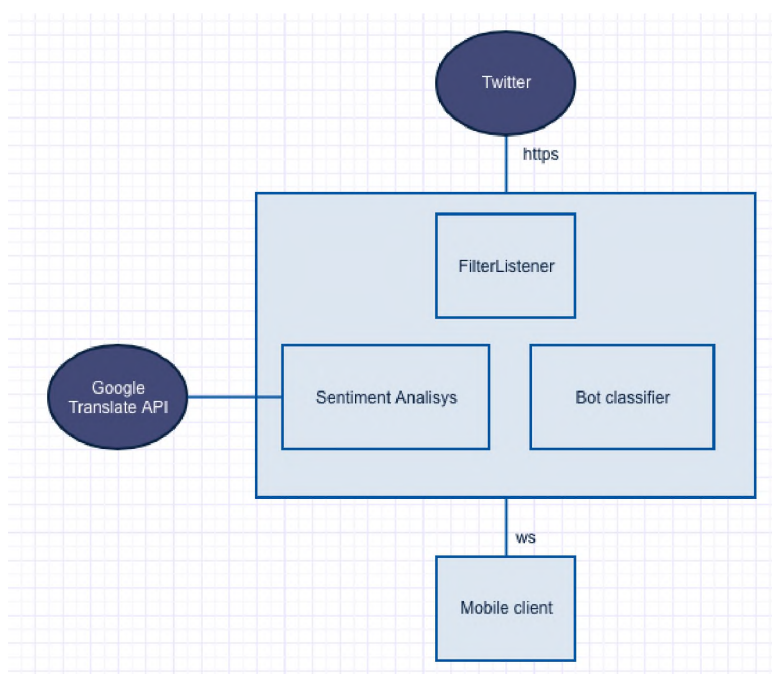 Twitter
https
FilterListener
Google
Translate API
Sentiment Analisys
Bot classifier
ws
Mobile client